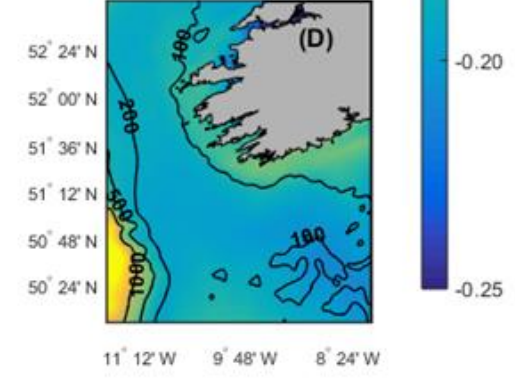 (D)
100
52° 24' N
-0.20
52° 00' N
200
51° 36' N
51° 12' N
500
50° 48' N
100
1000
50° 24' N
-0.25
11° 12' W 9° 48' W 8° 24' W